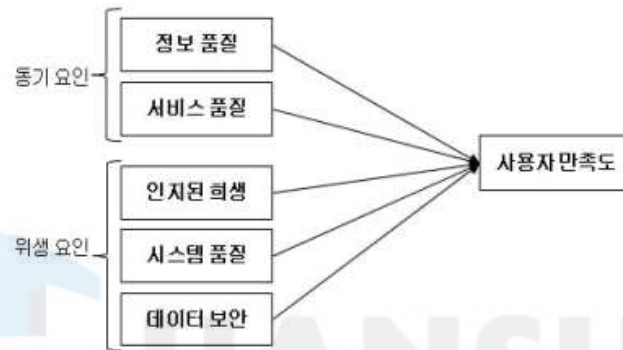 정보 품질
동기 요인
서비스 품질
사용자 만족도
인지된 희생
위생 요인
시스템 품질
데이터 보안
HANSU